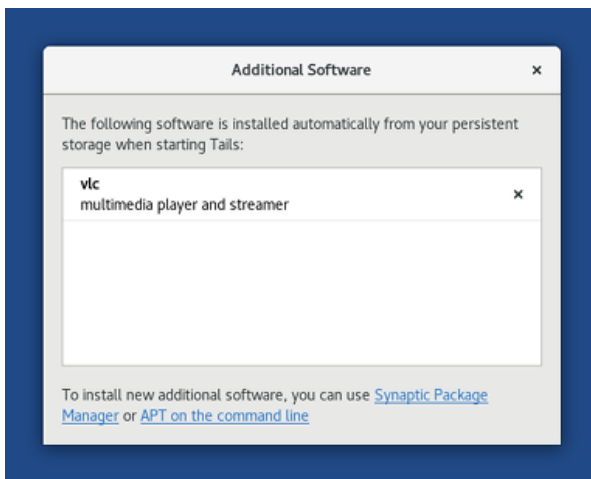 Additional Software
The following software is installed automatically from your persistent
storage when starting Tails:
vlc
multimedia player and streamer
To install new additional software, you can use Synaptic Package
Manager or APT on the command line